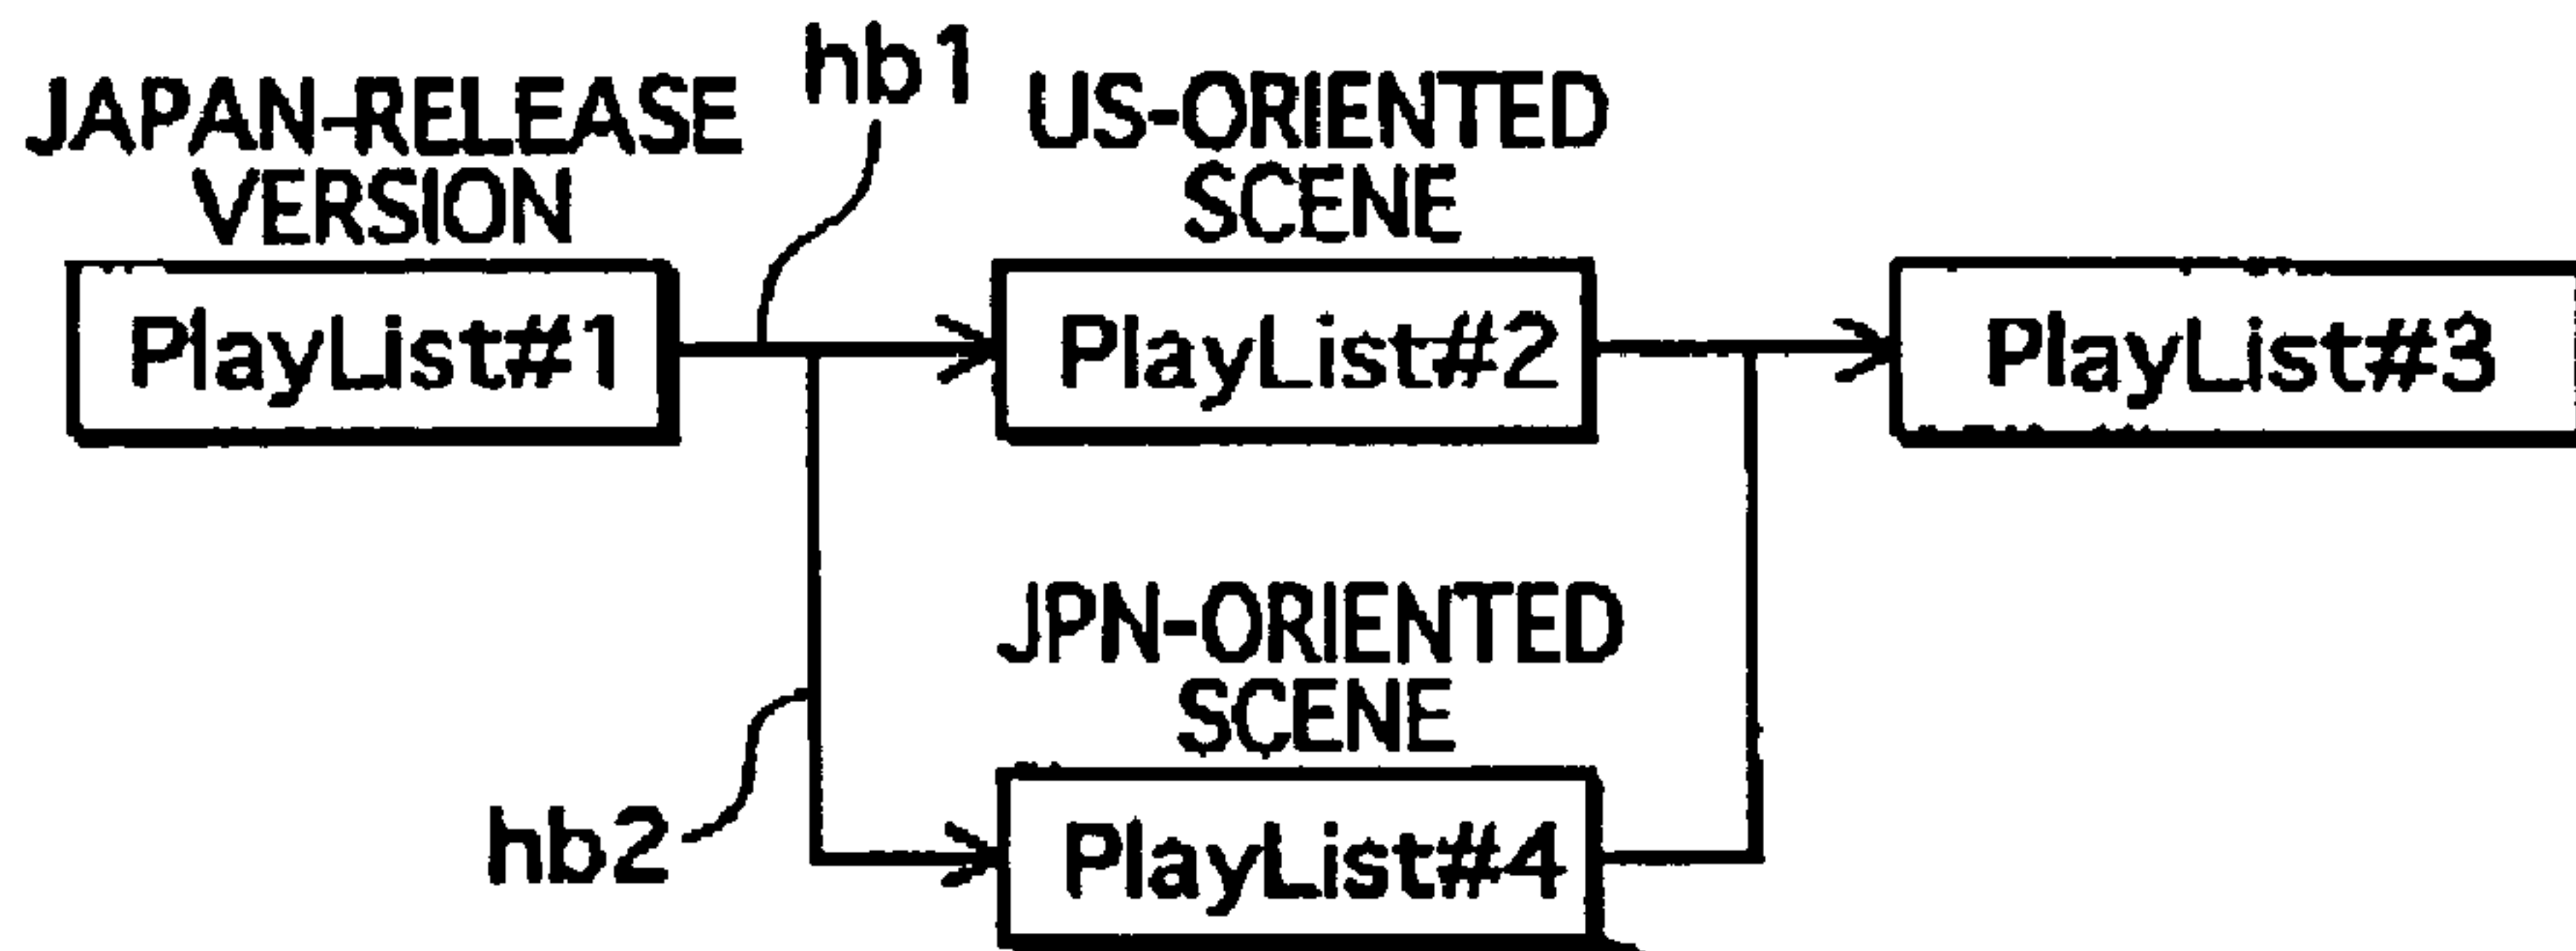 hb1
JAPAN-RELEASE
VERSION
US-ORIENTED
SCENE
PlayList#1
PlayList#2
PlayList#3
JPN-ORIENTED
SCENE
hb2
PlayList#4